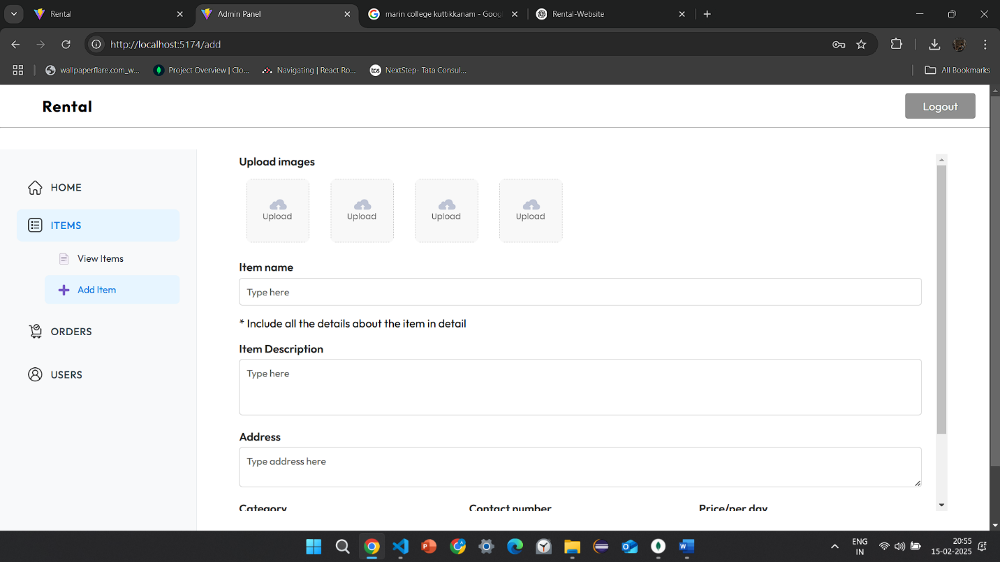 Rental
Admin Panel
marin college kuttikkanam - Goog
Rental-Website
http://localhost:5174/add
wallpaperflare.com_w...
Project Overview | Clo...
Navigating | React Ro...
tcs
NextStep- Tata Consul...
All Bookmarks
Rental
Logout
HOME
ITEMS
View Items
Add Item
ORDERS
USERS
Upload images
Upload
Upload
Upload
Upload
Item name
Type here
* Include all the details about the item in detail
Item Description
Type here
Address
Type address here
Category
Contact number
Price/per day
ENG
IN
20:55
15-02-2025